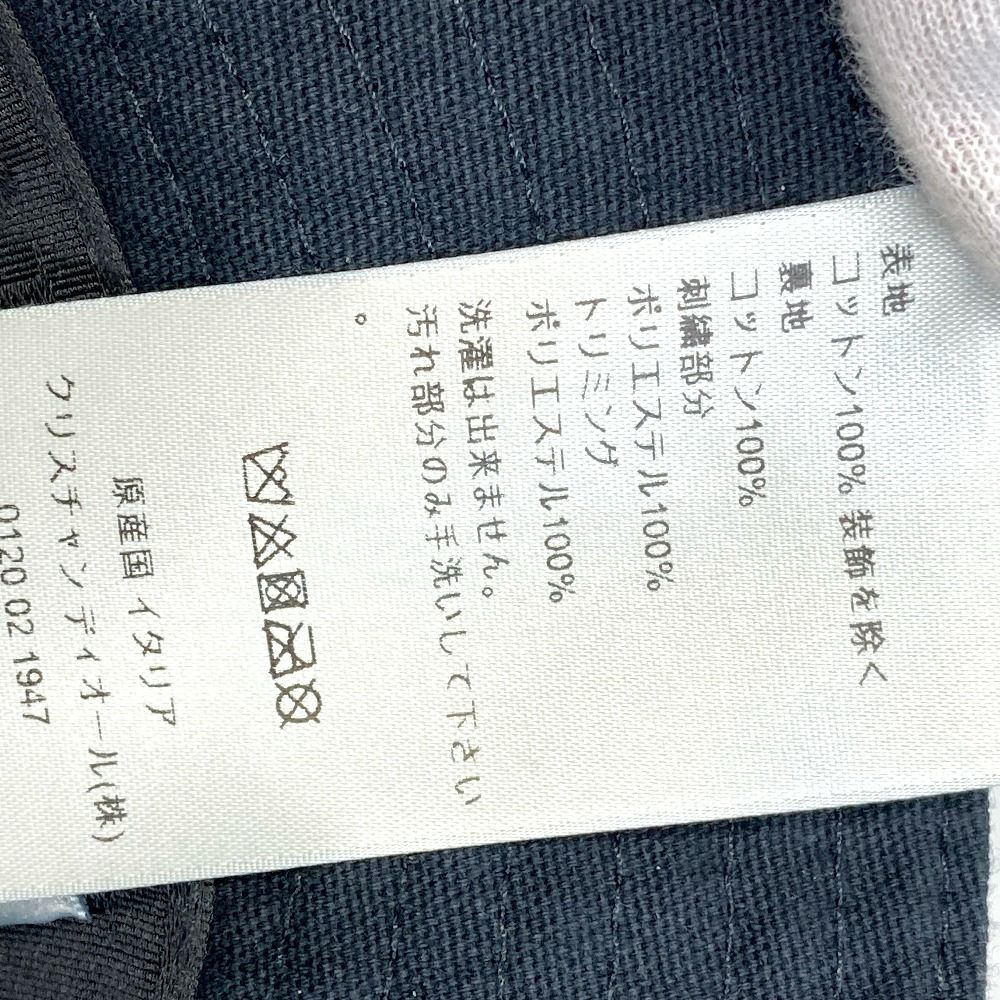 表地
コットン100% 装飾を除く
裏地
コットン100%
刺繍部分
ポリエステル100%
トリミング
ポリエステル100%
洗濯は出来ません。
汚れ部分のみ手洗いして下さい
。
原産国 イタリア
クリスチャン ディオール(株)
0120 02 1947